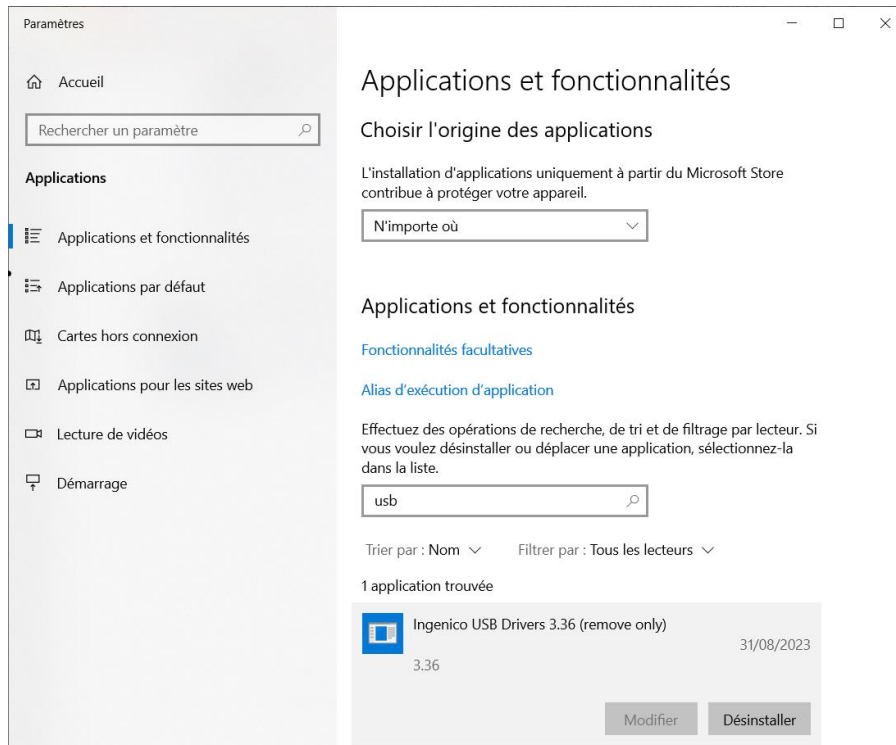 Paramètres
Accueil
Rechercher un paramètre
Applications
Applications et fonctionnalités
Applications par défaut
Cartes hors connexion
Applications pour les sites web
Lecture de vidéos
Démarrage
Applications et fonctionnalités
Choisir l'origine des applications
L'installation d'applications uniquement à partir du Microsoft Store
contribue à protéger votre appareil.
N'importe où
Applications et fonctionnalités
Fonctionnalités facultatives
Alias d'exécution d'application
Effectuez des opérations de recherche, de tri et de filtrage par lecteur. Si
vous voulez désinstaller ou déplacer une application, sélectionnez-la
dans la liste.
usb
Trier par : Nom Filtrer par : Tous les lecteurs
1 application trouvée
Ingenico USB Drivers 3.36 (remove only)
31/08/2023
3.36
Modifier Désinstaller